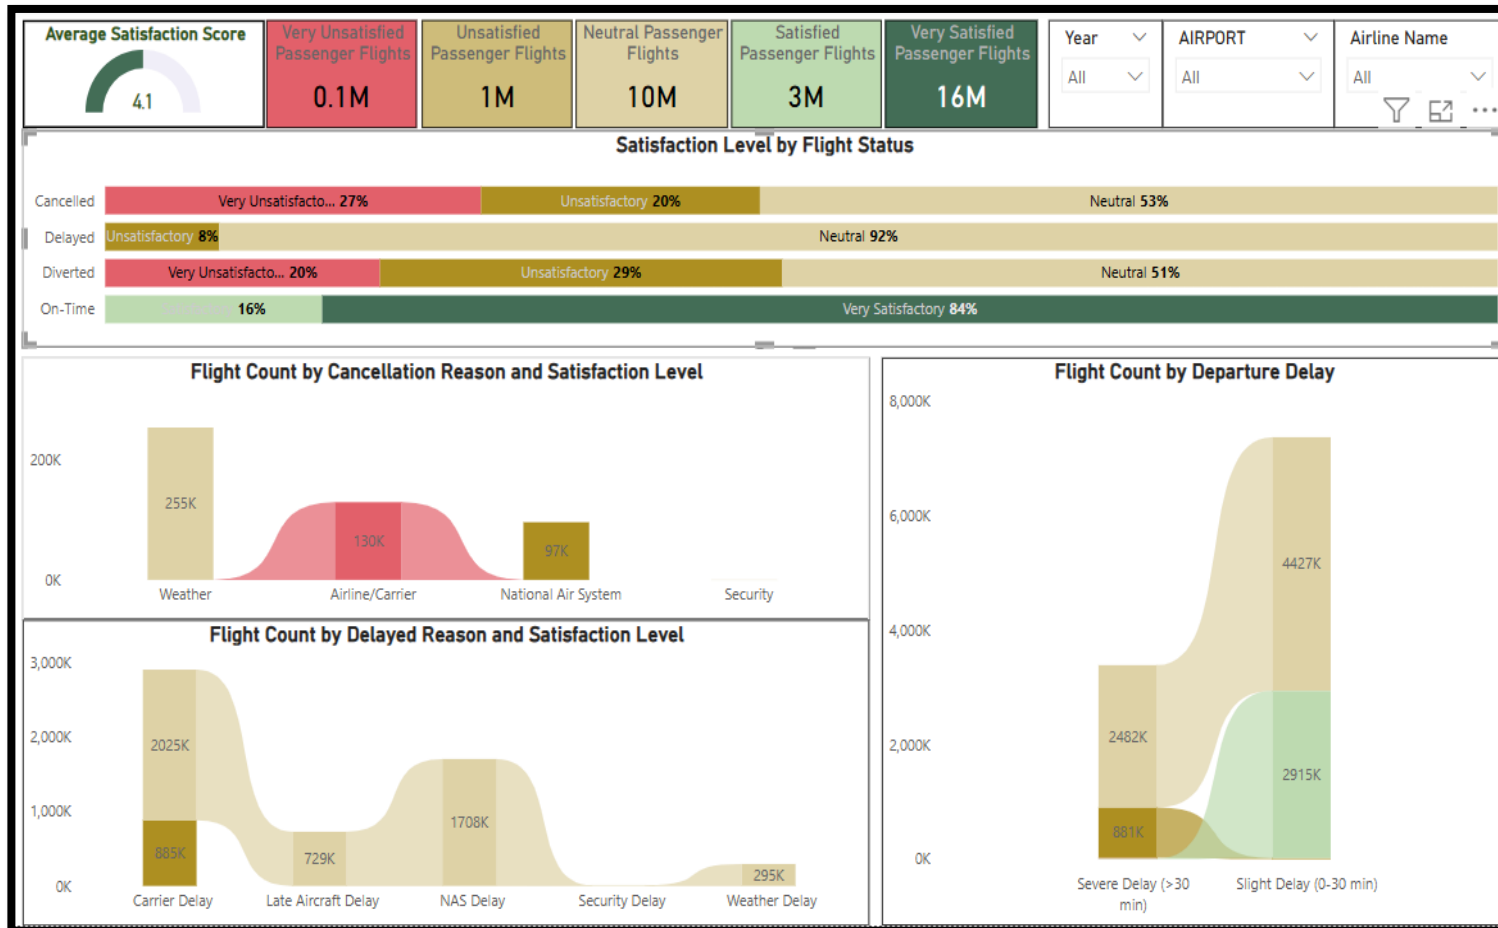 Average Satisfaction Score
4.1
Very Unsatisfied
Passenger Flights
0.1M
Unsatisfied
Passenger Flights
1M
Neutral Passenger
Flights
10M
Satisfied
Passenger Flights
3M
Very Satisfied
Passenger Flights
16M
Year
All
AIRPORT
All
Airline Name
All
Satisfaction Level by Flight Status
Cancelled
Very Unsatisfacto... 27%
Unsatisfactory 20%
Neutral 53%
Delayed
Unsatisfactory 8%
Neutral 92%
Diverted
Very Unsatisfacto... 20%
Unsatisfactory 29%
Neutral 51%
On-Time
16%
Very Satisfactory 84%
Flight Count by Cancellation Reason and Satisfaction Level
200K
0K
255K
130K
97K
Weather
Airline/Carrier
National Air System
Security
Flight Count by Delayed Reason and Satisfaction Level
3,000K
2,000K
1,000K
0K
2025K
885K
729K
1708K
295K
Carrier Delay
Late Aircraft Delay
NAS Delay
Security Delay
Weather Delay
Flight Count by Departure Delay
8,000K
6,000K
4,000K
2,000K
0K
2482K
881K
4427K
2915K
Severe Delay (>30
min)
Slight Delay (0-30 min)